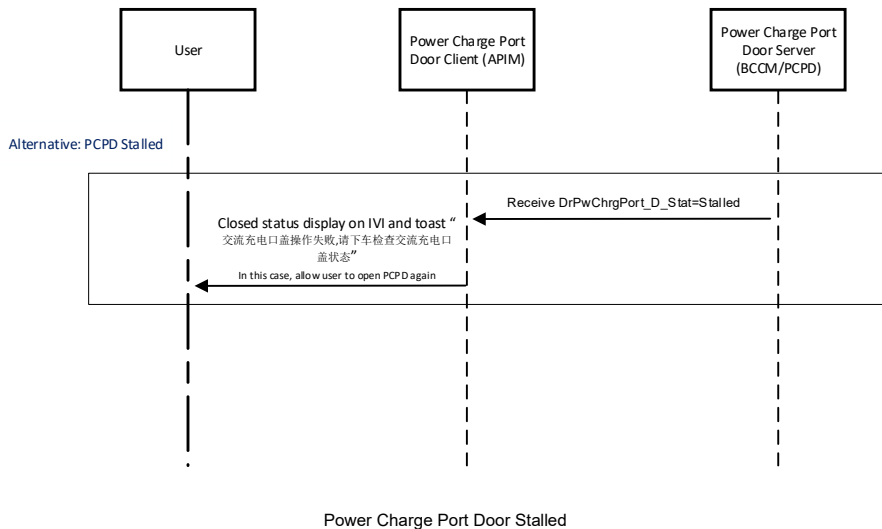 User
Power Charge Port
Door Client (APIM)
Power Charge Port
Door Server
(BCCM/PCPD)
Alternative: PCPD Stalled
Receive DrPwChrgPort_D_Stat=Stalled
Closed status display on IVI and toast “
交流充电口盖操作失败,请下车检查交流充电口
盖状态”
In this case, allow user to open PCPD again
Power Charge Port Door Stalled